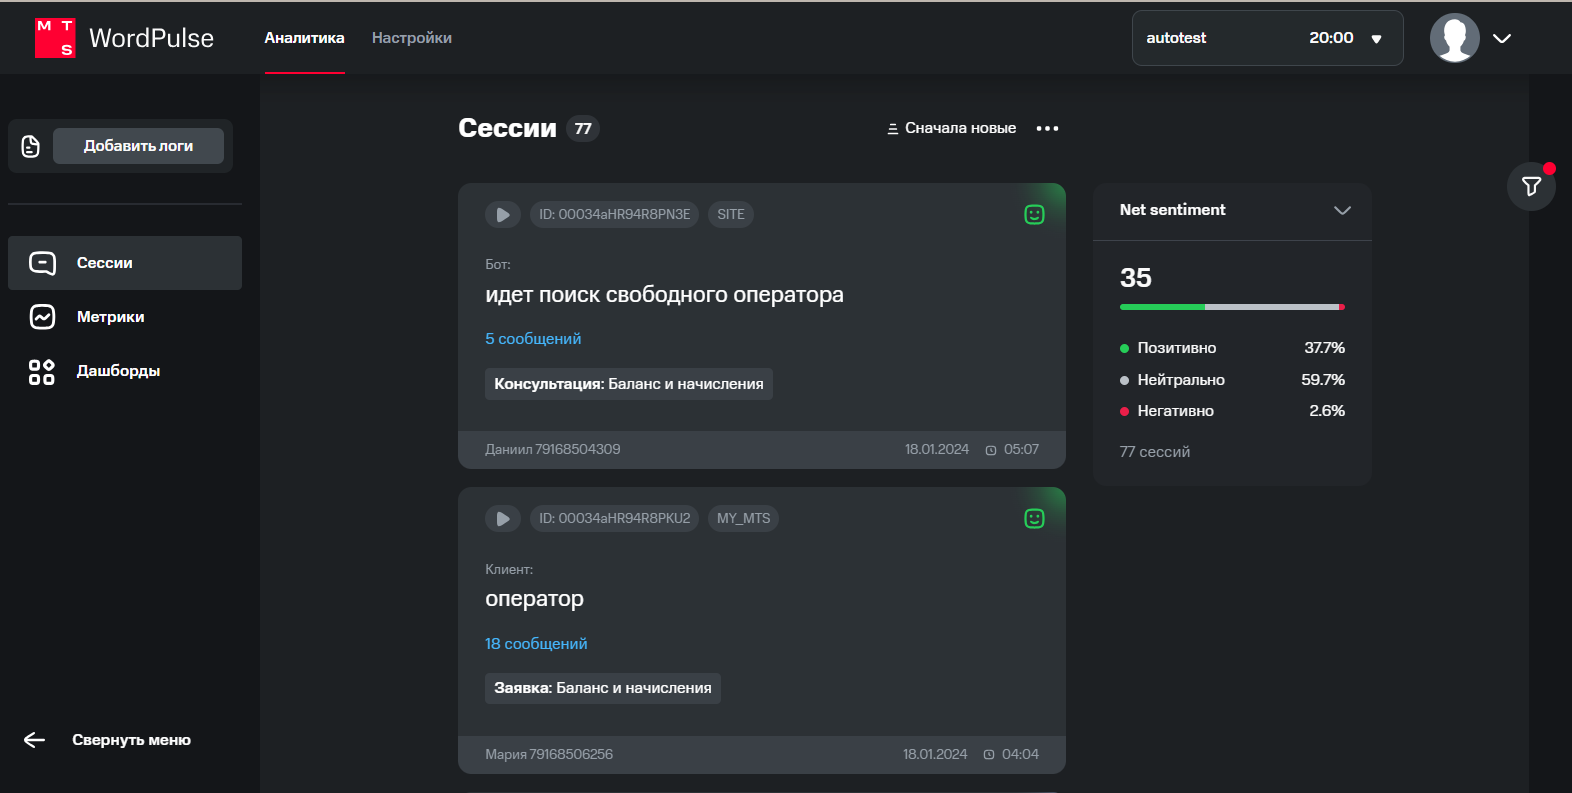 MTS
WordPulse
Аналитика
Настройки
autotest
20:00
Добавить логи
Сессии
Метрики
Дашборды
Свернуть меню
Сессии 77
Сначала новые
ID: 00034aHR94R8PN3E
SITE
Бот:
идет поиск свободного оператора
5 сообщений
Консультация: Баланс и начисления
Даниил 79168504309
18.01.2024
05:07
ID: 00034aHR94R8PKU2
MY_MTS
Клиент:
оператор
18 сообщений
Заявка: Баланс и начисления
Мария 79168506256
18.01.2024
04:04
Net sentiment
35
Позитивно 37.7%
Нейтрально 59.7%
Негативно 2.6%
77 сессий